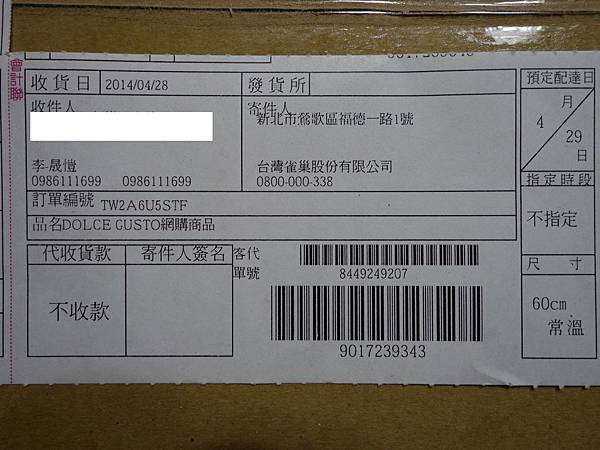 會計簽
收貨日 2014/04/28 發貨所 預定配達日
收件人 寄件人
新北市鶯歌區福德一路1號
4 月 29 日
李-晟愷 台灣雀巢股份有限公司
0986111699 0986111699 0800-000-338
指定時段
訂單編號 TW2A6U5STF
不指定
品名DOLCE GUSTO網購商品
代收貨款 寄件人簽名 客代單號 8449249207
尺寸
不收款 60cm
常溫
9017239343